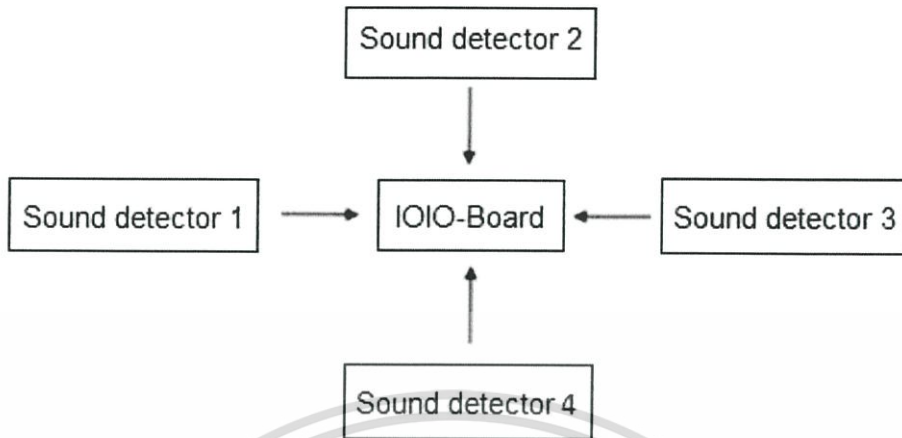 Sound detector 2
Sound detector 1
IOIO-Board
Sound detector 3
Sound detector 4